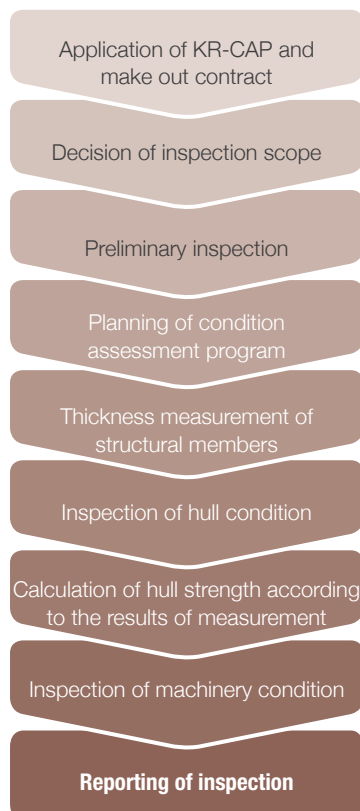 Application of KR-CAP and
make out contract
Decision of inspection scope
Preliminary inspection
Planning of condition
assessment program
Thickness measurement of
structural members
Inspection of hull condition
Calculation of hull strength according
to the results of measurement
Inspection of machinery condition
Reporting of inspection